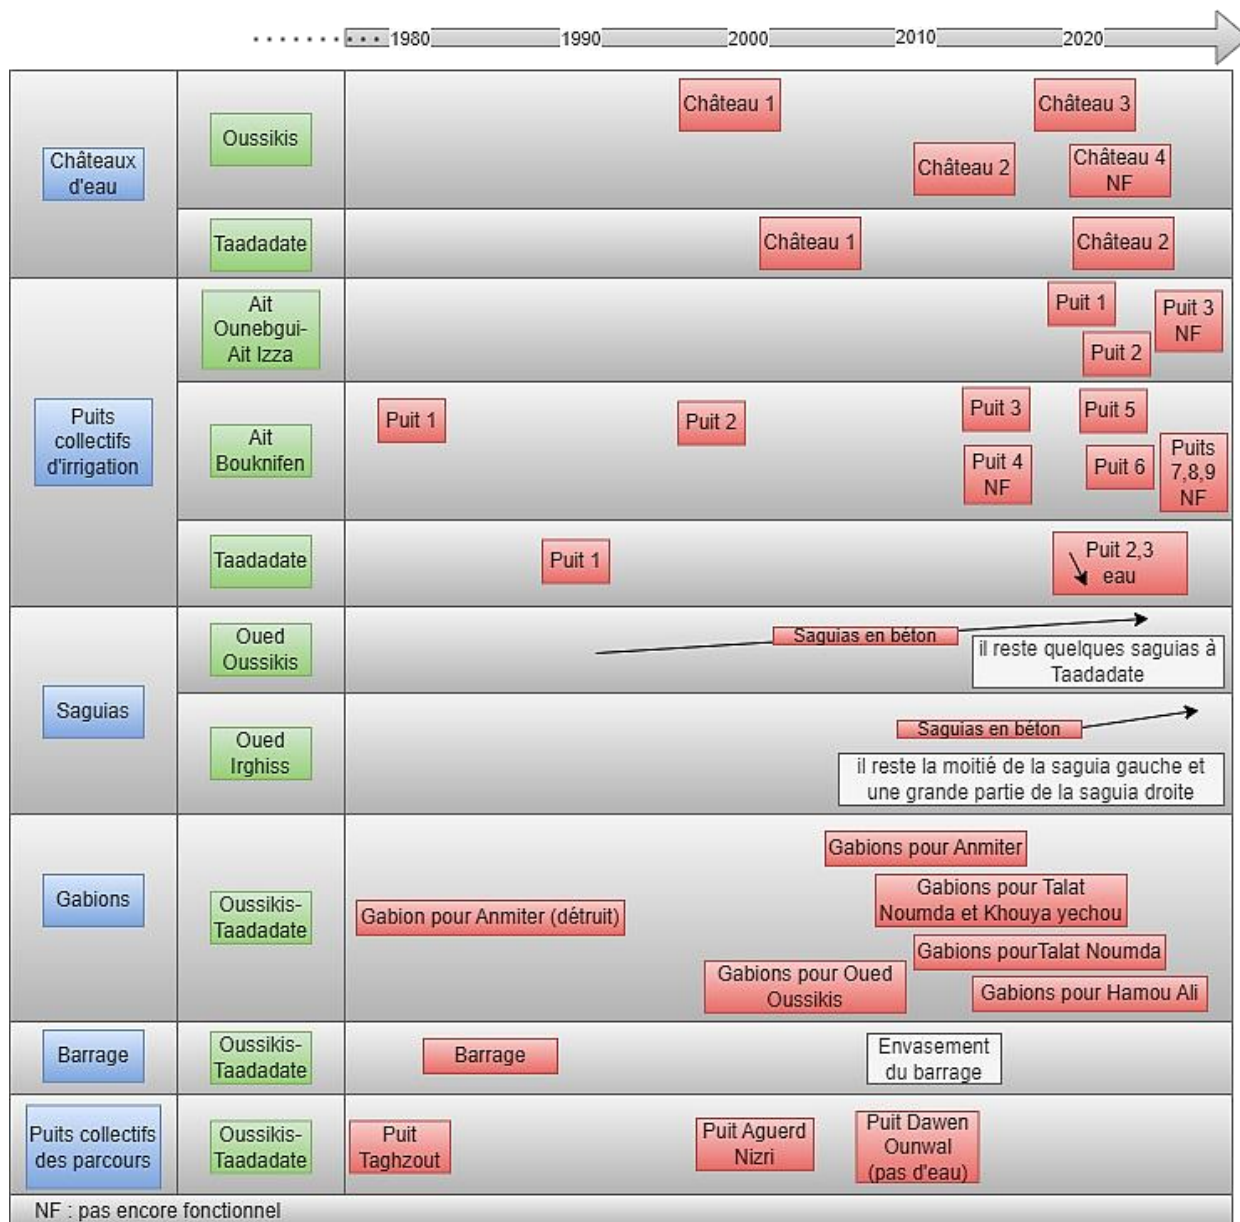 1980 1990 2000 2010 2020
Châteaux
d'eau
Oussikis
Château 1
Château 3
Château 2
Château 4
NF
Taadadate
Château 1
Château 2
Puits
collectifs
d'irrigation
Ait
Ounebgui-
Ait Izza
Puit 1
Puit 2
Puit 3
NF
Ait
Bouknifen
Puit 1
Puit 2
Puit 3
Puit 4
NF
Puit 5
Puit 6
Puits
7,8,9
NF
Taadadate
Puit 1
Puit 2,3
eau
Saguias
Oued
Oussikis
Saguias en béton
il reste quelques saguias à
Taadadate
Oued
Irghiss
Saguias en béton
il reste la moitié de la saguia gauche et
une grande partie de la saguia droite
Gabions
Oussikis-
Taadadate
Gabion pour Anmiter (détruit)
Gabions pour Anmiter
Gabions pour Talat
Noumda et Khouya yechou
Gabions pourTalat Noumda
Gabions pour Oued
Oussikis
Gabions pour Hamou Ali
Barrage
Oussikis-
Taadadate
Barrage
Envasement
du barrage
Puits collectifs
des parcours
Oussikis-
Taadadate
Puit
Taghzout
Puit Aguerd
Nizri
Puit Dawen
Ounwal
(pas d'eau)
NF : pas encore fonctionnel